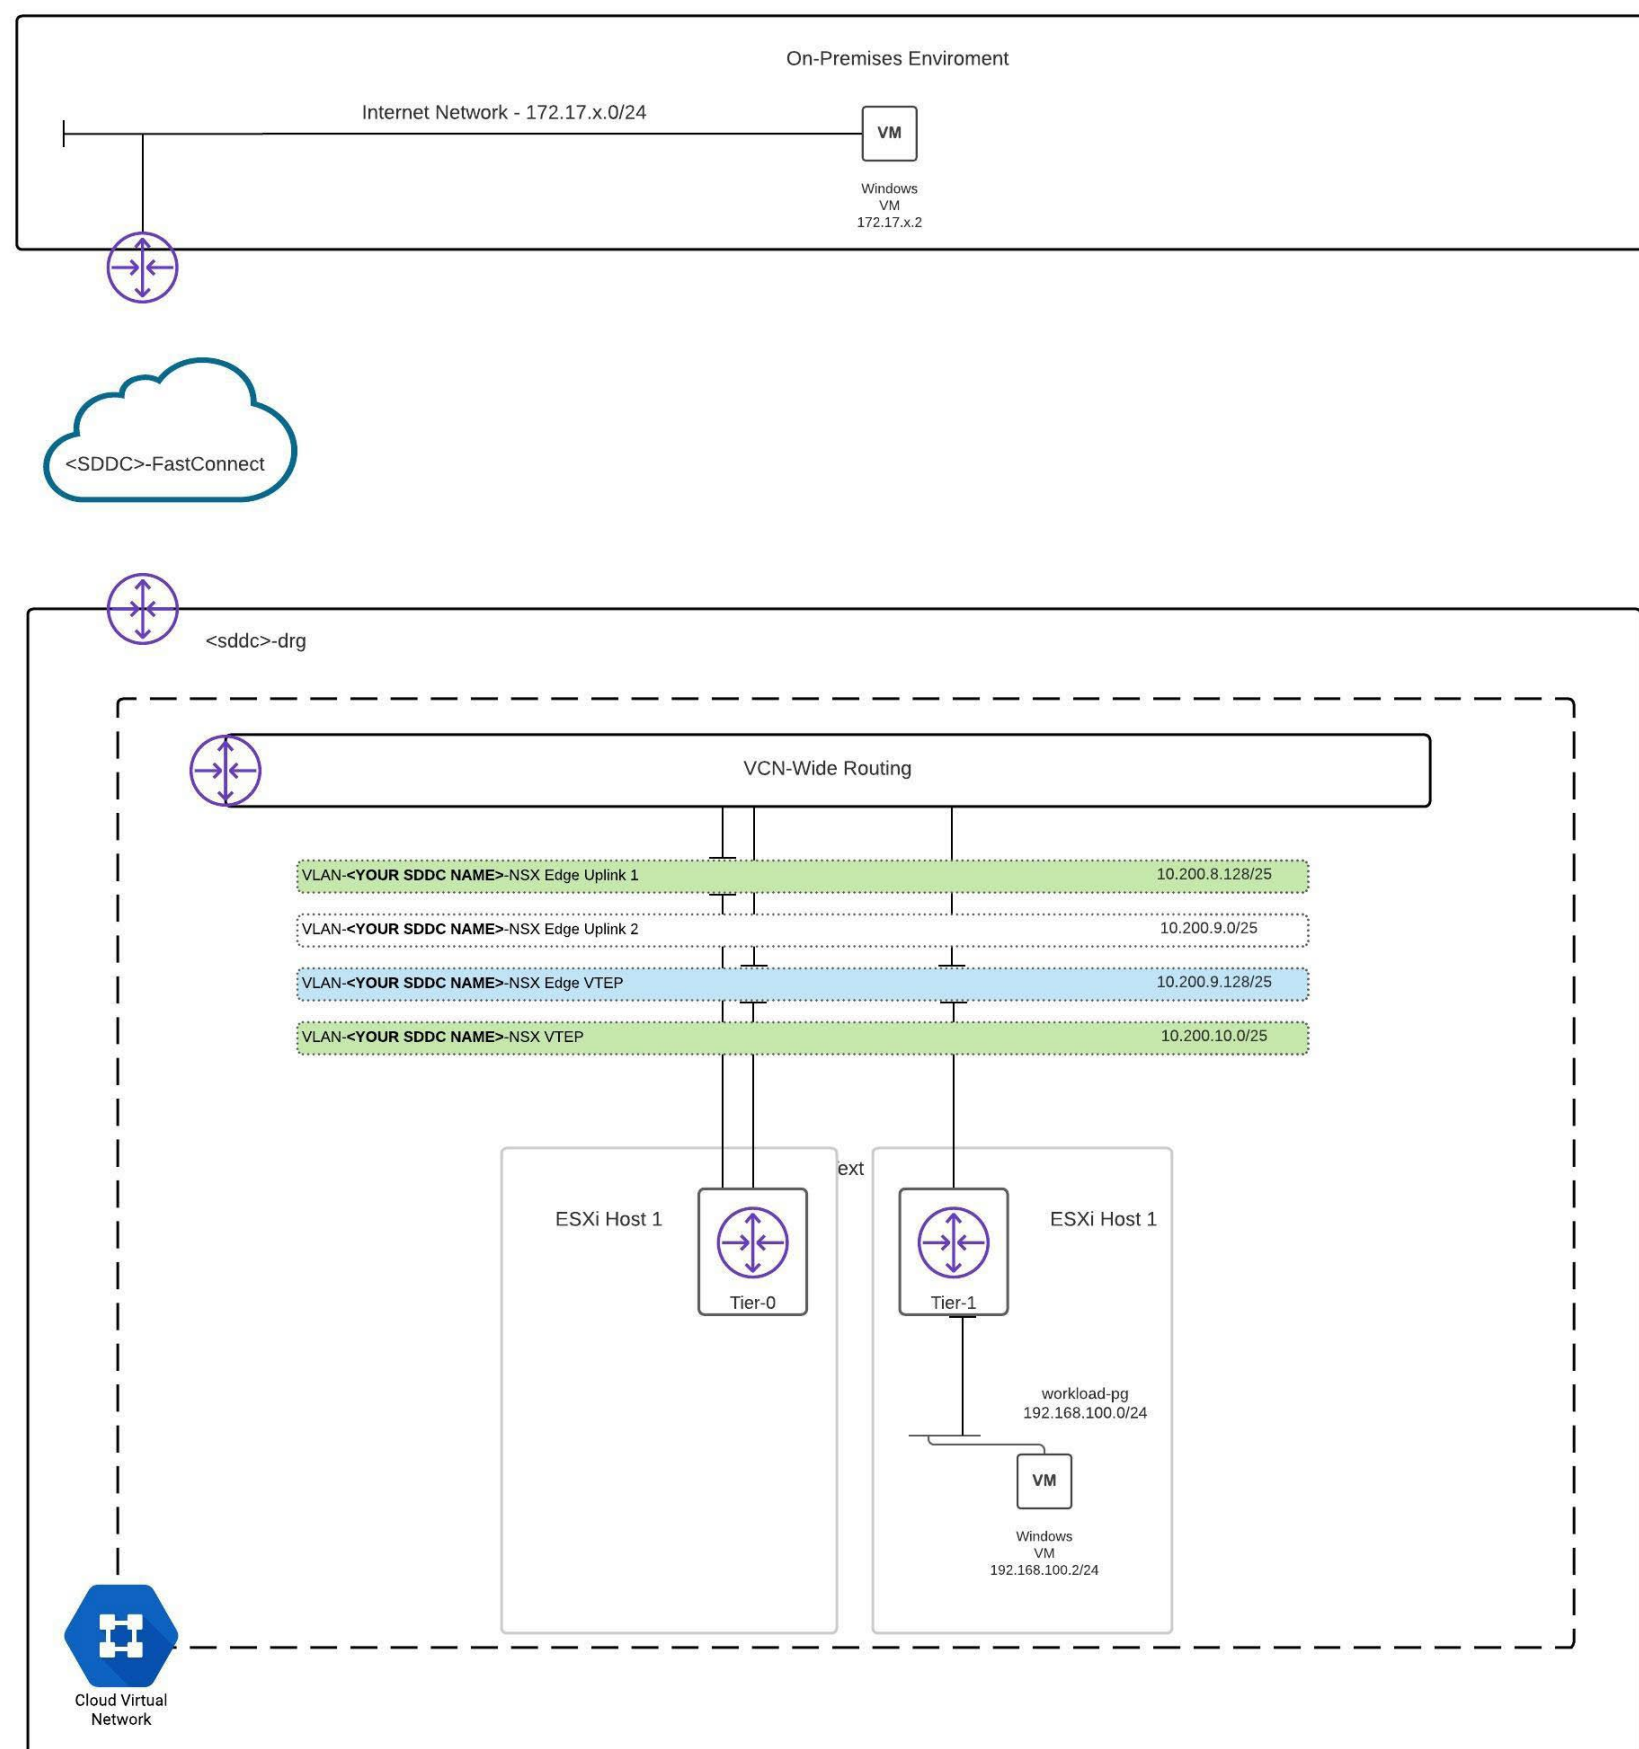 On-Premises Enviroment
Internet Network - 172.17.x.0/24
VM
Windows
VM
172.17.x.2
<SDDC>-FastConnect
<sddc>-drg
VCN-Wide Routing
VLAN-<YOUR SDDC NAME>-NSX Edge Uplink 1 10.200.8.128/25
VLAN-<YOUR SDDC NAME>-NSX Edge Uplink 2 10.200.9.0/25
VLAN-<YOUR SDDC NAME>-NSX Edge VTEP 10.200.9.128/25
VLAN-<YOUR SDDC NAME>-NSX VTEP 10.200.10.0/25
ext
ESXi Host 1
Tier-0
ESXi Host 1
Tier-1
workload-pg
192.168.100.0/24
VM
Windows
VM
192.168.100.2/24
Cloud Virtual
Network